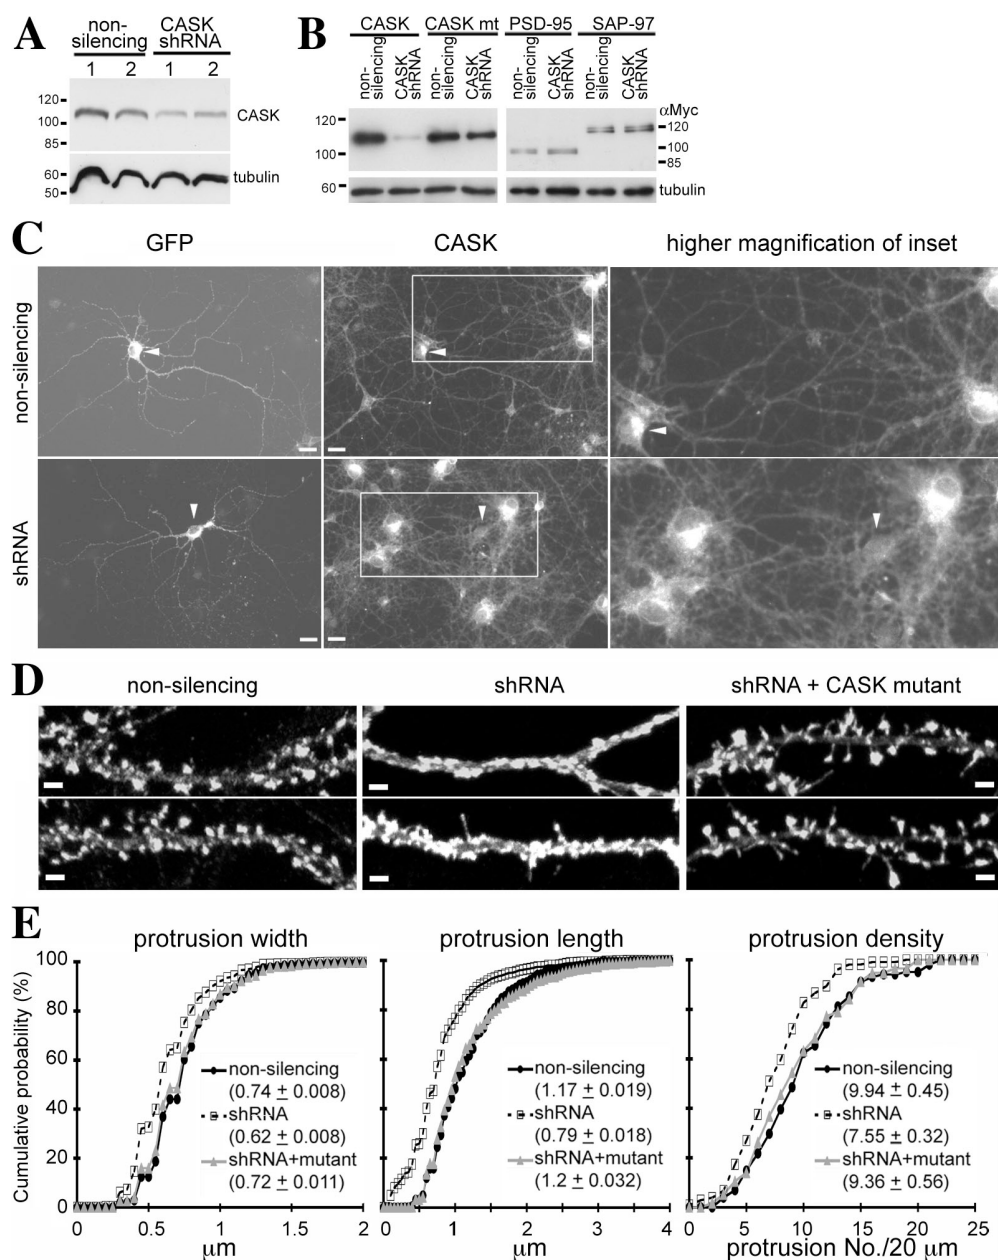 A
non-silencing
CASK shRNA
1 2 1 2
120
100
85
CASK
60
50
tubulin
B
CASK
CASK mt
PSD-95
SAP-97
non-silencing
CASK shRNA
non-silencing
CASK shRNA
non-silencing
CASK shRNA
non-silencing
CASK shRNA
αMyc
120
100
60
120
100
85
tubulin
C
GFP
CASK
higher magnification of inset
non-silencing
shRNA
D
non-silencing
shRNA
shRNA + CASK mutant
E
protrusion width
protrusion length
protrusion density
Cumulative probability (%)
100
80
60
40
20
0
non-silencing
(0.74 ± 0.008)
shRNA
(0.62 ± 0.008)
shRNA+mutant
(0.72 ± 0.011)
0 0.5 1 1.5 2
μm
non-silencing
(1.17 ± 0.019)
shRNA
(0.79 ± 0.018)
shRNA+mutant
(1.2 ± 0.032)
0 1 2 3 4
μm
non-silencing
(9.94 ± 0.45)
shRNA
(7.55 ± 0.32)
shRNA+mutant
(9.36 ± 0.56)
0 5 10 15 20 25
protrusion No./20 μm